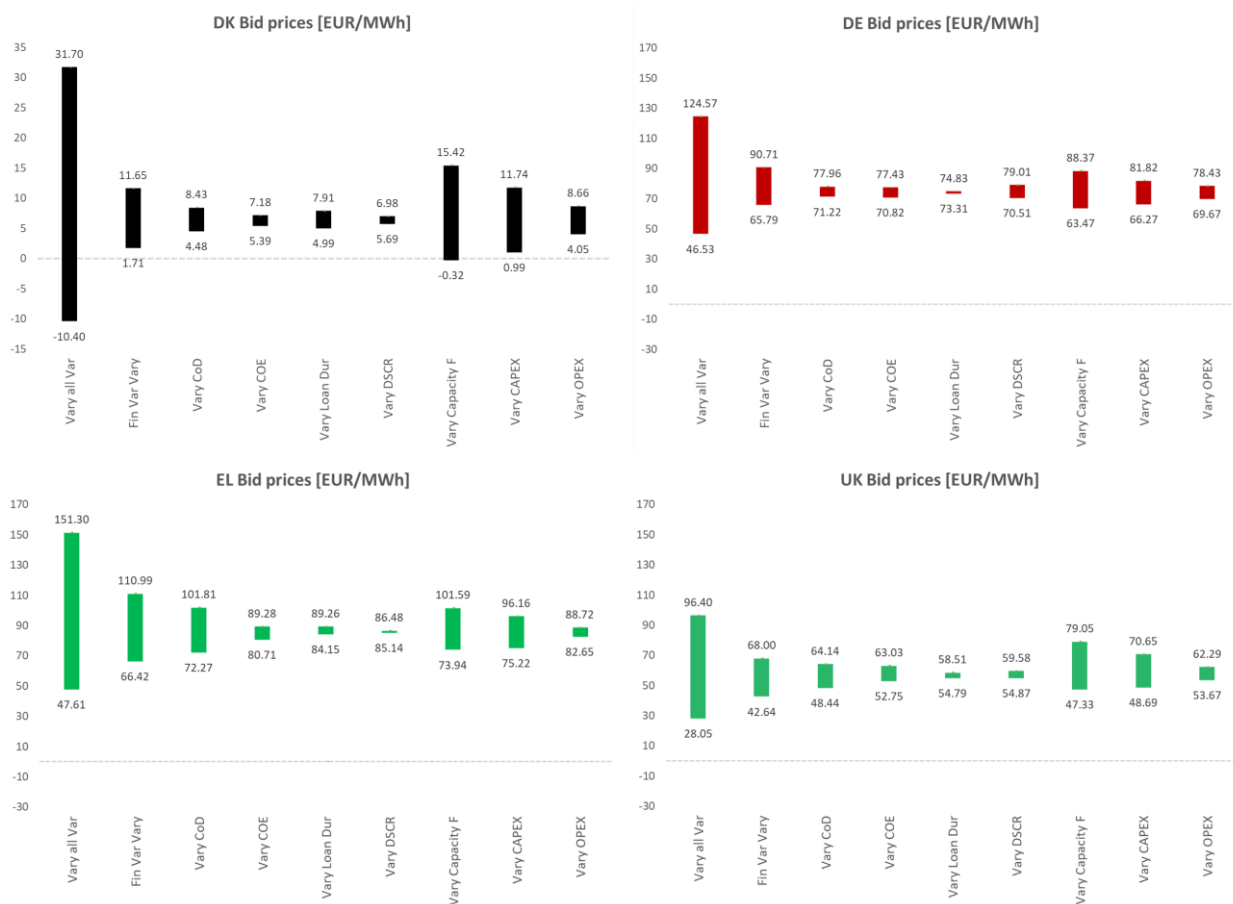 DK Bid prices [EUR/MWh]
35
30
25
20
15
10
5
0
-5
-10
-15
31.70
11.65
8.43
7.18
7.91
6.98
15.42
11.74
8.66
-10.40
1.71
4.48
5.39
4.99
5.69
-0.32
0.99
4.05
Vary all Var
Fin Var Vary
Vary CoD
Vary COE
Vary Loan Dur
Vary DSCR
Vary Capacity F
Vary CAPEX
Vary OPEX
DE Bid prices [EUR/MWh]
170
150
130
110
90
70
50
30
10
-10
-30
124.57
90.71
77.96
77.43
74.83
79.01
88.37
81.82
78.43
46.53
65.79
71.22
70.82
73.31
70.51
63.47
66.27
69.67
Vary all Var
Fin Var Vary
Vary CoD
Vary COE
Vary Loan Dur
Vary DSCR
Vary Capacity F
Vary CAPEX
Vary OPEX
EL Bid prices [EUR/MWh]
170
150
130
110
90
70
50
30
10
-10
-30
151.30
110.99
101.81
89.28
89.26
86.48
101.59
96.16
88.72
47.61
66.42
72.27
80.71
84.15
85.14
73.94
75.22
82.65
Vary all Var
Fin Var Vary
Vary CoD
Vary COE
Vary Loan Dur
Vary DSCR
Vary Capacity F
Vary CAPEX
Vary OPEX
UK Bid prices [EUR/MWh]
170
150
130
110
90
70
50
30
10
-10
-30
96.40
68.00
64.14
63.03
58.51
59.58
79.05
70.65
62.29
28.05
42.64
48.44
52.75
54.79
54.87
47.33
48.69
53.67
Vary all Var
Fin Var Vary
Vary CoD
Vary COE
Vary Loan Dur
Vary DSCR
Vary Capacity F
Vary CAPEX
Vary OPEX